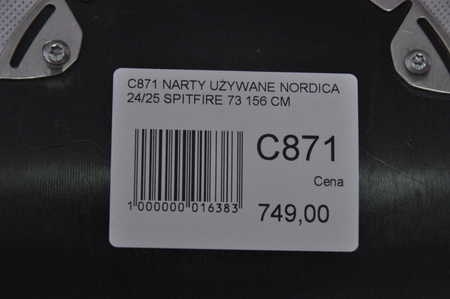 C871 NARTY UŻYWANE NORDICA
24/25 SPITFIRE 73 156 CM
C871
Cena
1 000000 016383
749,00